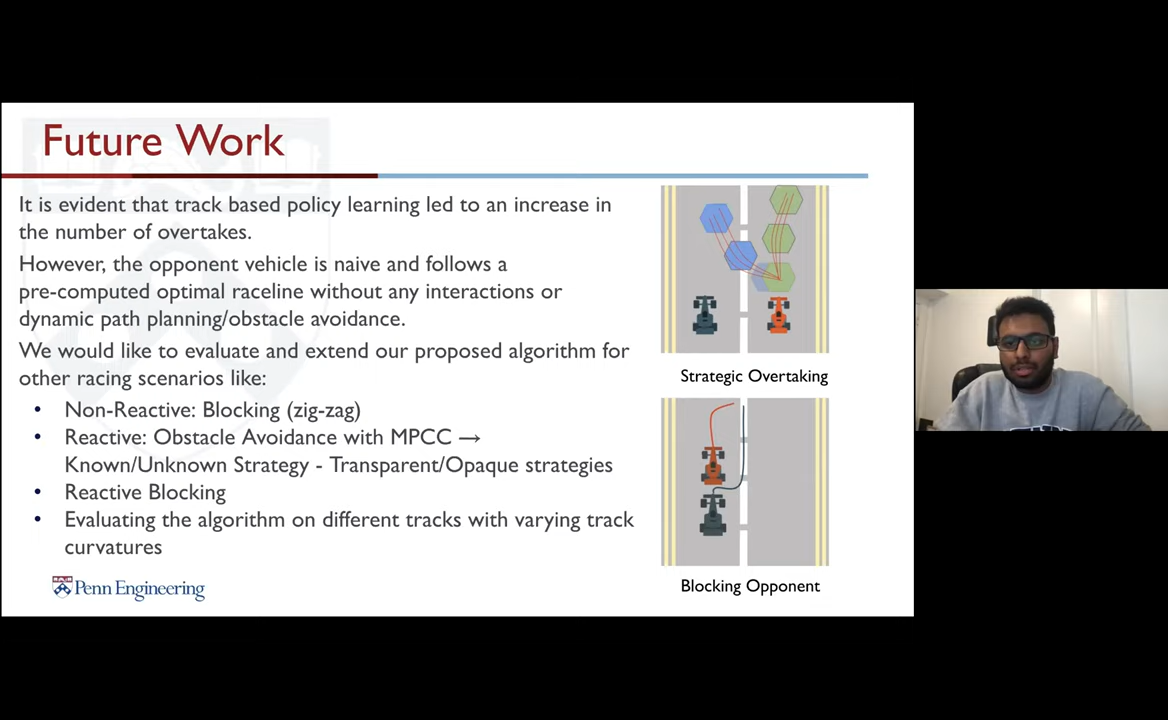 Future Work
It is evident that track based policy learning led to an increase in
the number of overtakes.
However, the opponent vehicle is naive and follows a
pre-computed optimal raceline without any interactions or
dynamic path planning/obstacle avoidance.
We would like to evaluate and extend our proposed algorithm for
other racing scenarios like:
• Non-Reactive: Blocking (zig-zag)
• Reactive: Obstacle Avoidance with MPCC →
Known/Unknown Strategy - Transparent/Opaque strategies
• Reactive Blocking
• Evaluating the algorithm on different tracks with varying track
curvatures
Strategic Overtaking
Blocking Opponent
Penn Engineering